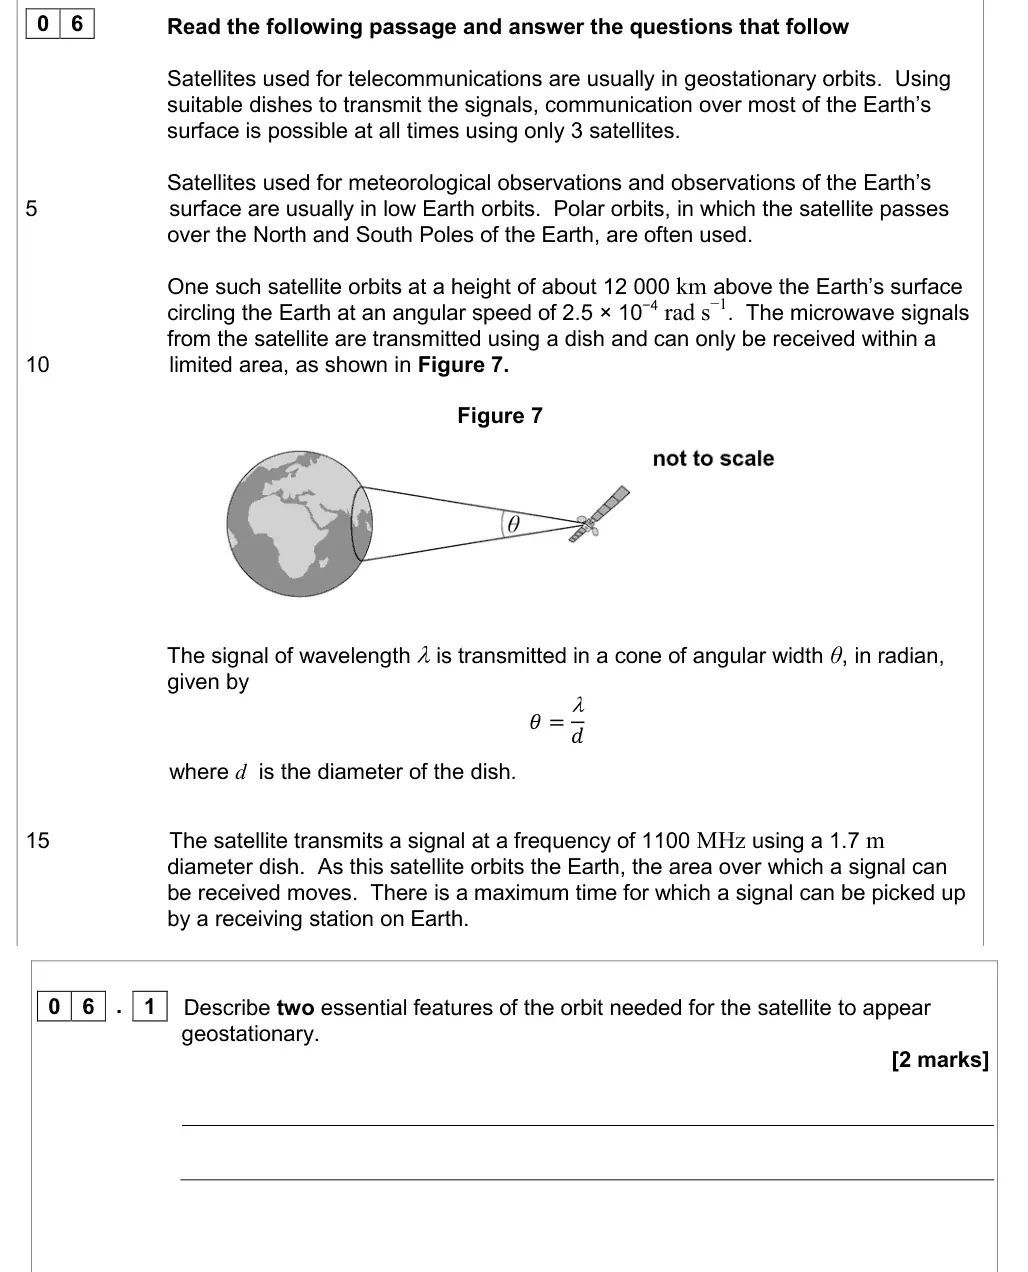 0 6 Read the following passage and answer the questions that follow
Satellites used for telecommunications are usually in geostationary orbits. Using
suitable dishes to transmit the signals, communication over most of the Earth's
surface is possible at all times using only 3 satellites.
Satellites used for meteorological observations and observations of the Earth's
5 surface are usually in low Earth orbits. Polar orbits, in which the satellite passes
over the North and South Poles of the Earth, are often used.
One such satellite orbits at a height of about 12 000 km above the Earth's surface
circling the Earth at an angular speed of 2.5 × 10⁻⁴ rad s⁻¹. The microwave signals
from the satellite are transmitted using a dish and can only be received within a
10 limited area, as shown in Figure 7.
Figure 7
not to scale
θ
The signal of wavelength λ is transmitted in a cone of angular width θ, in radian,
given by
θ = λ/d
where d is the diameter of the dish.
15 The satellite transmits a signal at a frequency of 1100 MHz using a 1.7 m
diameter dish. As this satellite orbits the Earth, the area over which a signal can
be received moves. There is a maximum time for which a signal can be picked up
by a receiving station on Earth.
0 6 . 1 Describe two essential features of the orbit needed for the satellite to appear
geostationary.
[2 marks]